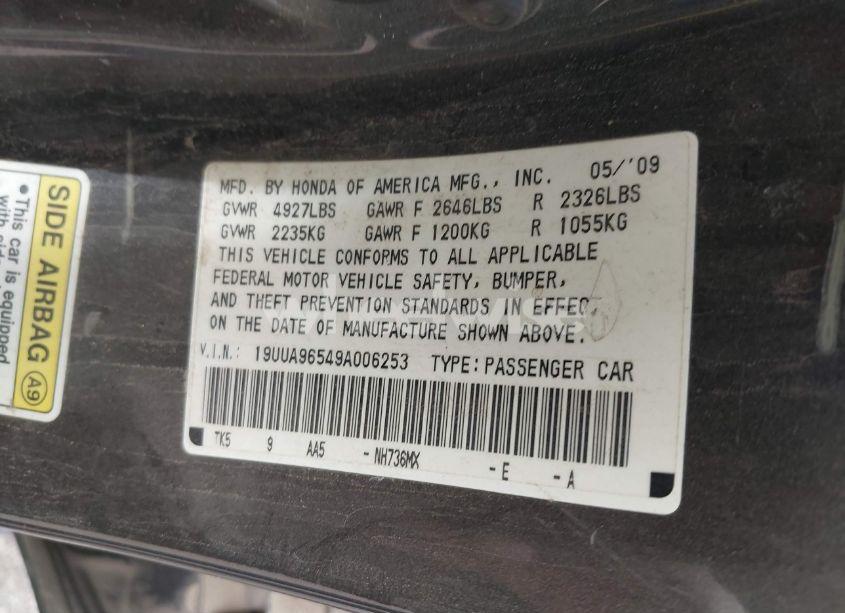 MFD. BY HONDA OF AMERICA MFG., INC. 05/'09
GVWR 4927LBS GAWR F 2646LBS R 2326LBS
GVWR 2235KG GAWR F 1200KG R 1055KG
THIS VEHICLE CONFORMS TO ALL APPLICABLE
FEDERAL MOTOR VEHICLE SAFETY, BUMPER,
AND THEFT PREVENTION STANDARDS IN EFFEC
ON THE DATE OF MANUFACTURE SHOWN ABOVE.
V.I.N.: 19UUA96549A006253 TYPE:PASSENGER CAR
TK5 9 AA5 -NH736MX -E -A
SIDE AIRBAG A9
•This car is equipped
with side